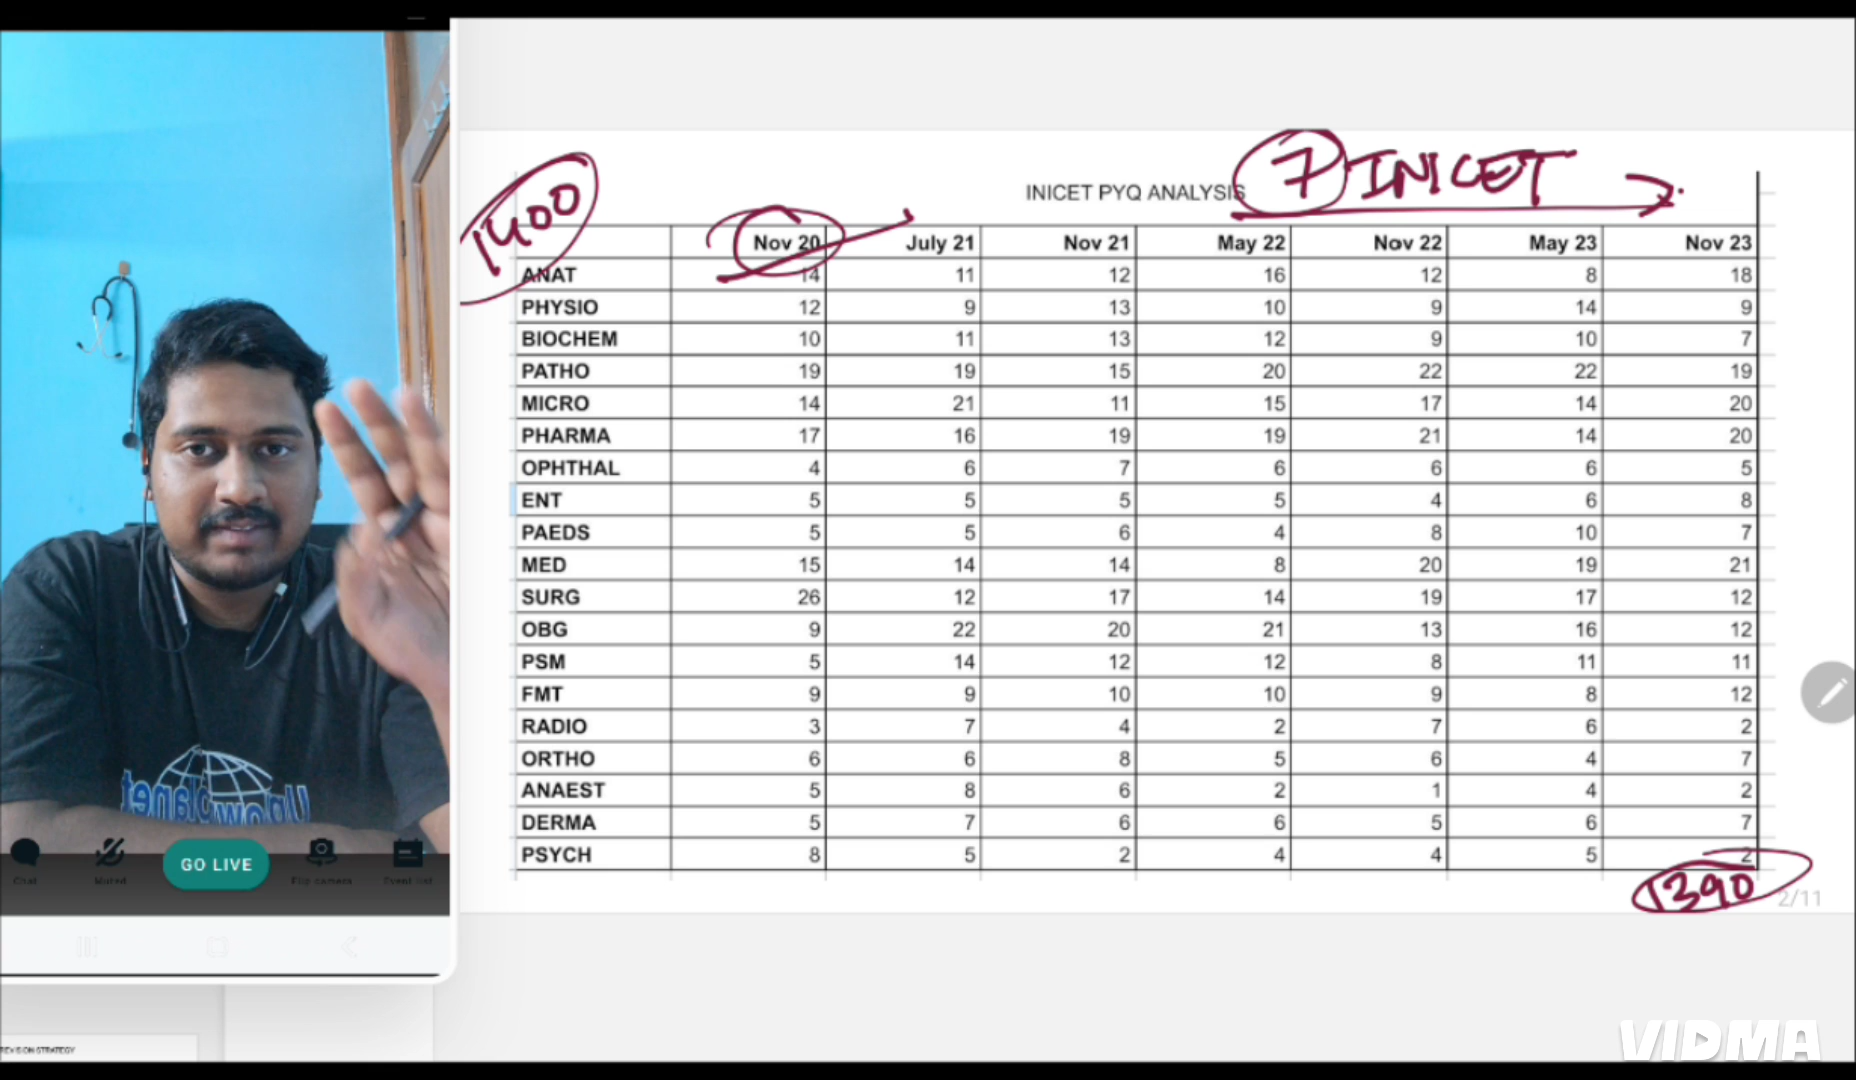 1400
7 INICET
INICET PYQ ANALYSIS
Nov 20 July 21 Nov 21 May 22 Nov 22 May 23 Nov 23
ANAT 14 11 12 16 12 8 18
PHYSIO 12 9 13 10 9 14 9
BIOCHEM 10 11 13 12 9 10 7
PATHO 19 19 15 20 22 22 19
MICRO 14 21 11 15 17 14 20
PHARMA 17 16 19 19 21 14 20
OPHTHAL 4 6 7 6 6 6 5
ENT 5 5 5 5 4 6 8
PAEDS 5 5 6 4 8 10 7
MED 15 14 14 8 20 19 21
SURG 26 12 17 14 19 17 12
OBG 9 22 20 21 13 16 12
PSM 5 14 12 12 8 11 11
FMT 9 9 10 10 9 8 12
RADIO 3 7 4 2 7 6 2
ORTHO 6 6 8 5 6 4 7
ANAEST 5 8 6 2 1 4 2
DERMA 5 7 6 6 5 6 7
PSYCH 8 5 2 4 4 5 2
1390
2/11
GO LIVE
Chat Muted Flip camera Event list
REVISION STRATEGY
VIDMA